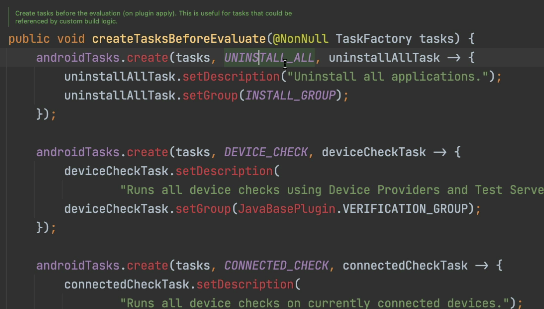 Create tasks before the evaluation (on plugin apply). This is useful for tasks that could be
referenced by custom build logic.
public void createTasksBeforeEvaluate(@NonNull TaskFactory tasks) {
androidTasks.create(tasks, UNINSTALL_ALL, uninstallAllTask -> {
uninstallAllTask.setDescription("Uninstall all applications.");
uninstallAllTask.setGroup(INSTALL_GROUP);
});
androidTasks.create(tasks, DEVICE_CHECK, deviceCheckTask -> {
deviceCheckTask.setDescription(
"Runs all device checks using Device Providers and Test Serve
deviceCheckTask.setGroup(JavaBasePlugin.VERIFICATION_GROUP);
});
androidTasks.create(tasks, CONNECTED_CHECK, connectedCheckTask -> {
connectedCheckTask.setDescription(
"Runs all device checks on currently connected devices.");